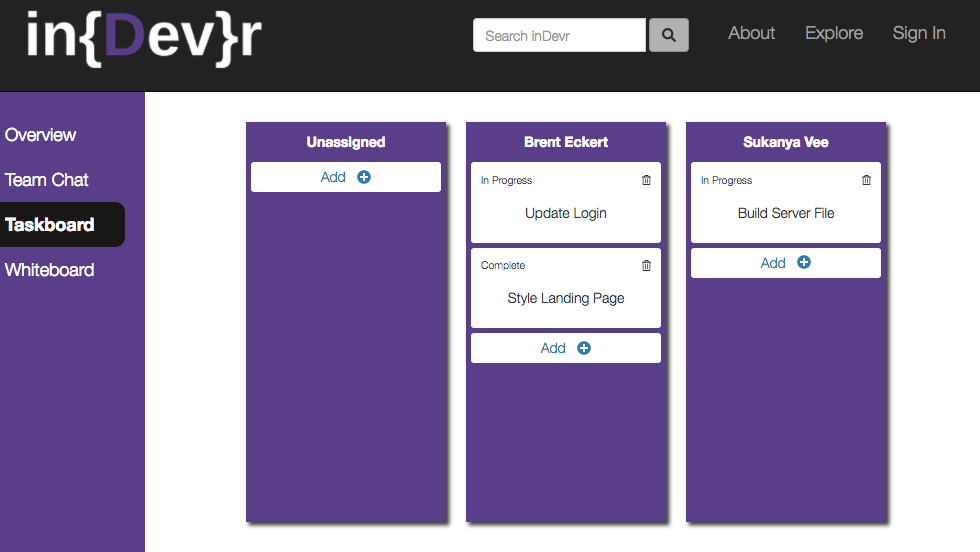 in{Dev}r
Search inDevr
About
Explore
Sign In
Overview
Team Chat
Taskboard
Whiteboard
Unassigned
Add
Brent Eckert
In Progress
Update Login
Complete
Style Landing Page
Add
Sukanya Vee
In Progress
Build Server File
Add